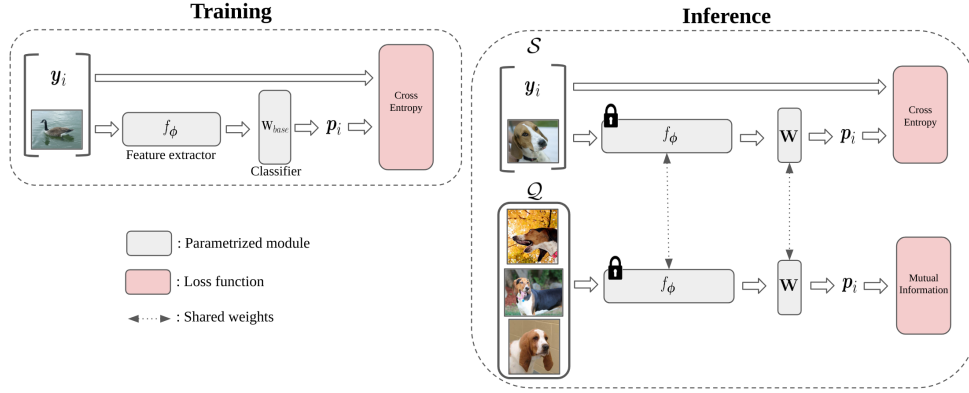 Training
y_i
f_ϕ
Feature extractor
W_base
Classifier
p_i
Cross
Entropy
: Parametrized module
: Loss function
: Shared weights
Inference
𝒮
y_i
f_ϕ
W
p_i
Cross
Entropy
𝒬
f_ϕ
W
p_i
Mutual
Information